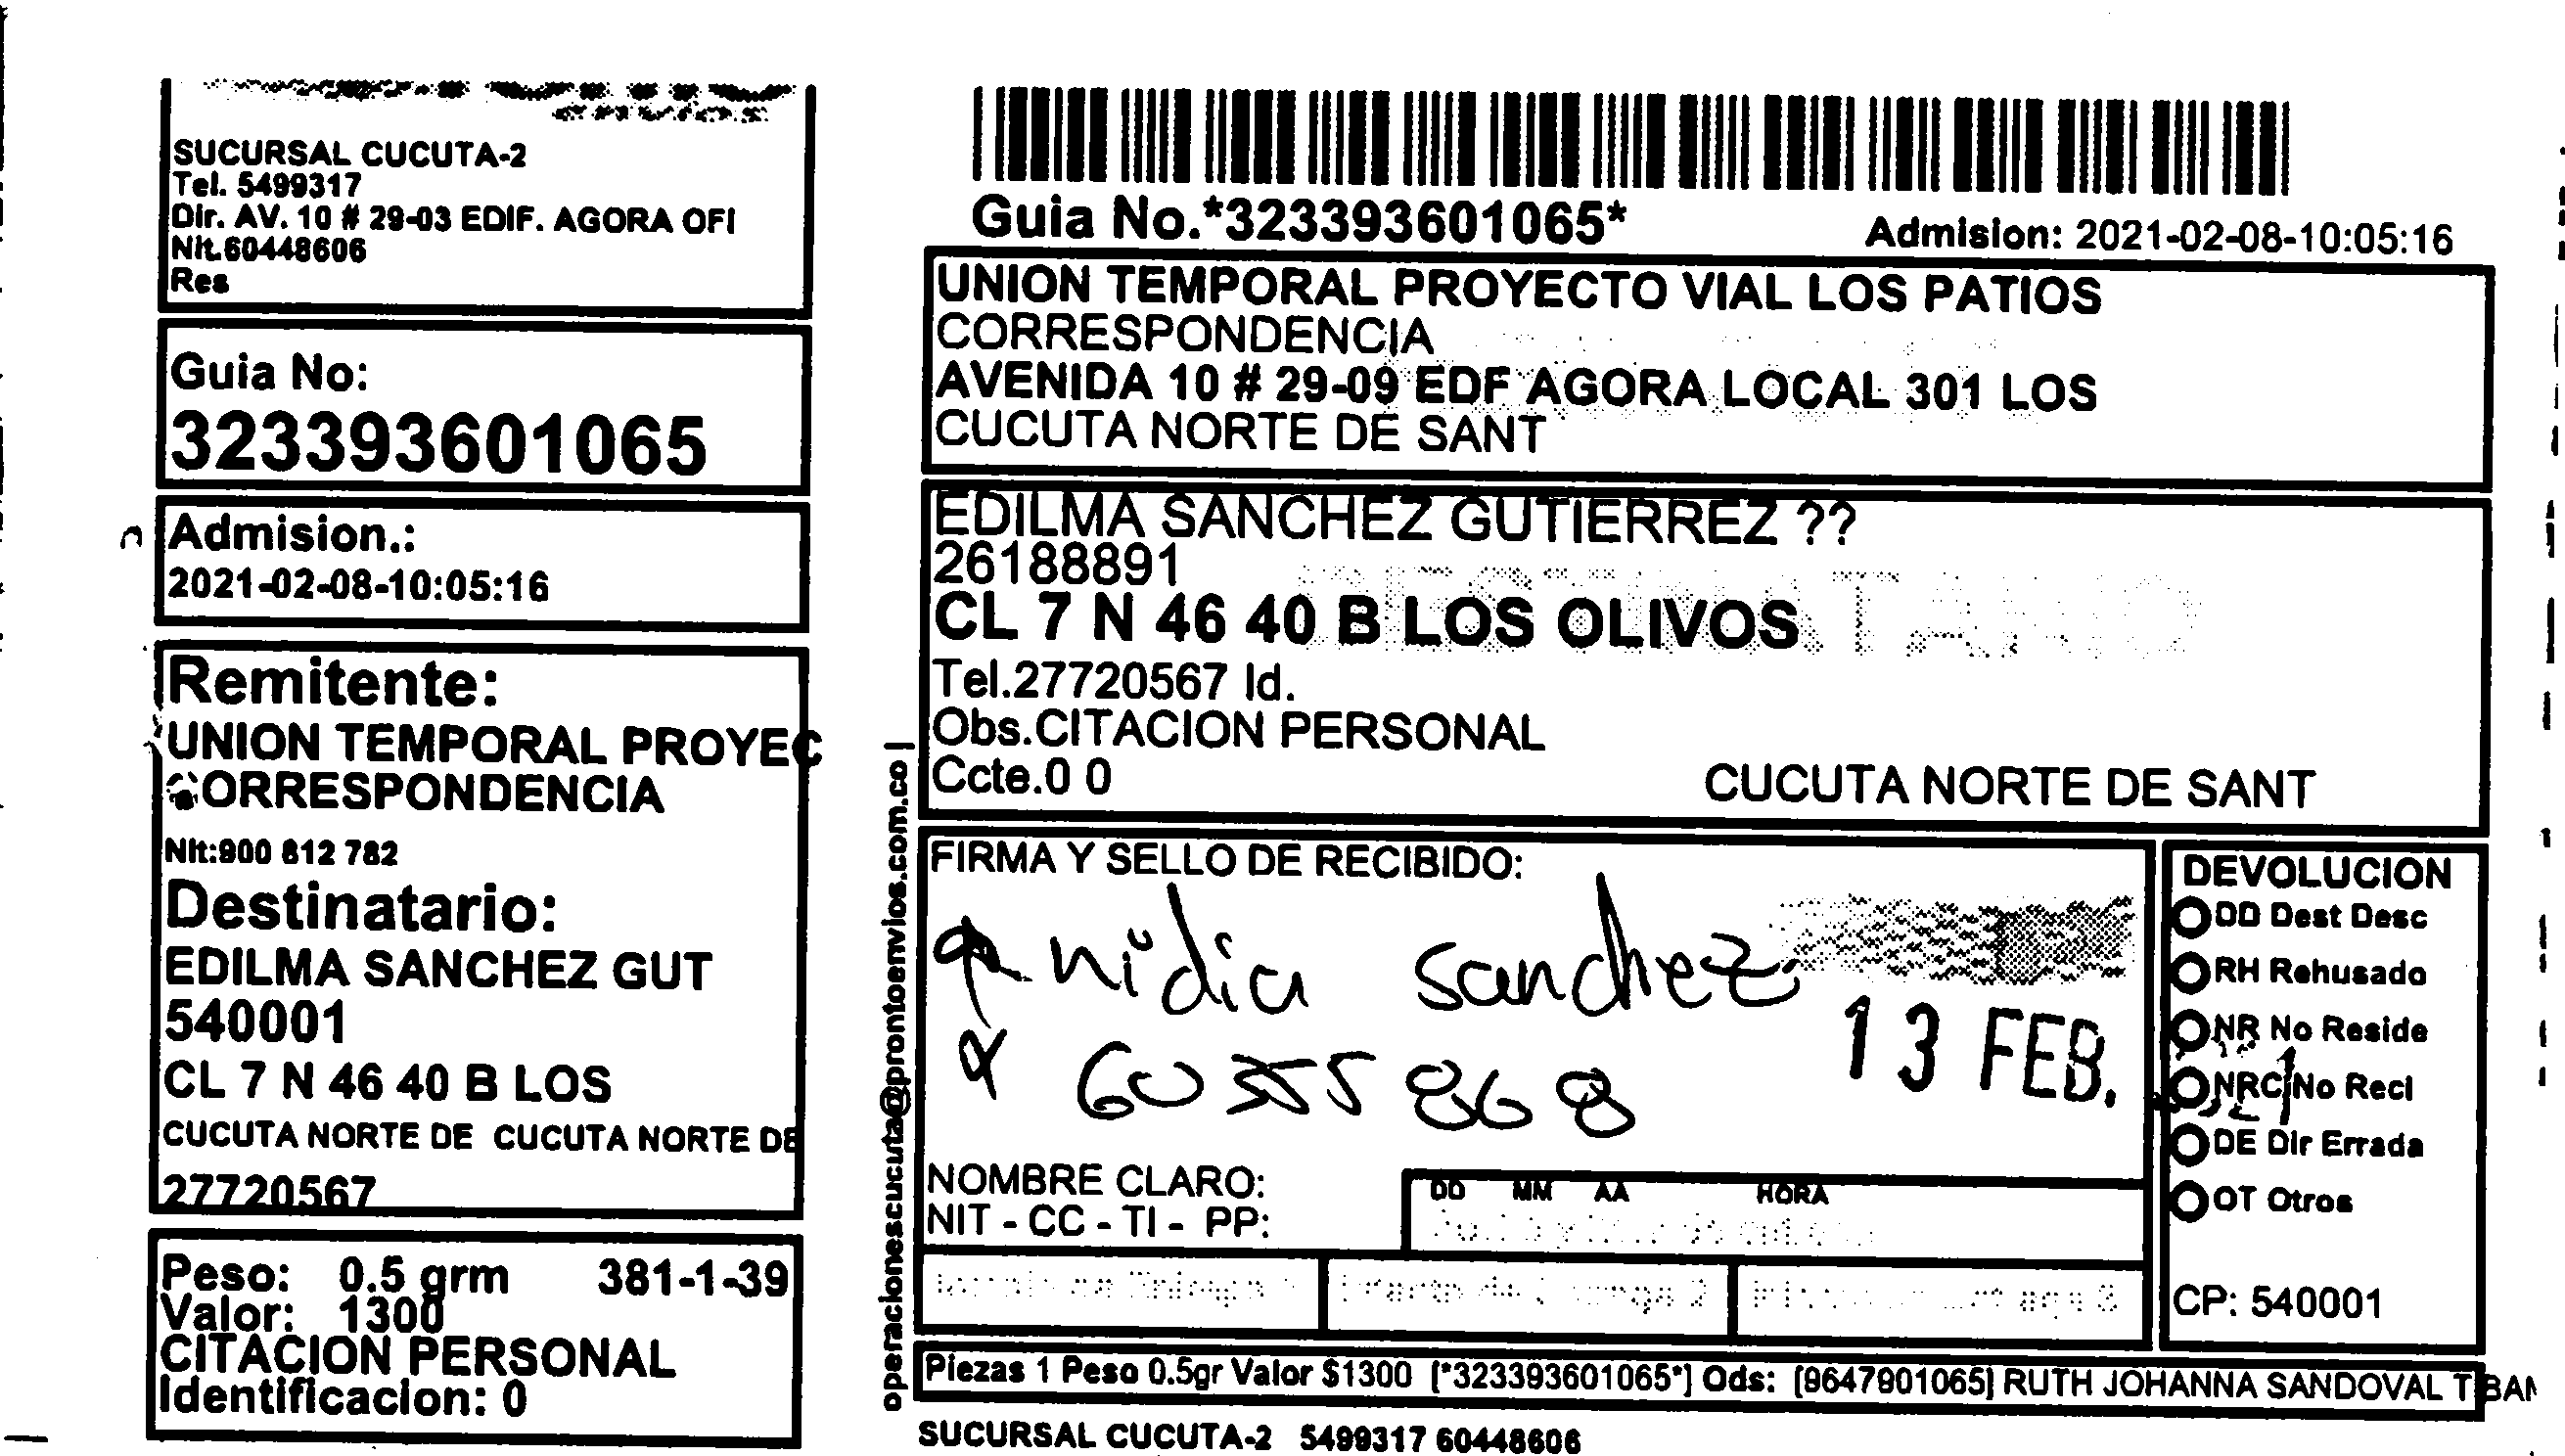 SUCURSAL CUCUTA-2
Tel. 5499317
Dir. AV. 10 # 29-03 EDIF. AGORA OFI
Nit.60448606
Res
Guia No:
323393601065
Admision.:
2021-02-08-10:05:16
Remitente:
UNION TEMPORAL PROYEC
CORRESPONDENCIA
Nit:900 812 782
Destinatario:
EDILMA SANCHEZ GUT
540001
CL 7 N 46 40 B LOS
CUCUTA NORTE DE CUCUTA NORTE DE
27720567
Peso: 0.5 grm 381-1-39
Valor: 1300
CITACION PERSONAL
Identificacion: 0
operacionescucuta@prontoenvios.com.co |
Guia No.*323393601065*
Admision: 2021-02-08-10:05:16
UNION TEMPORAL PROYECTO VIAL LOS PATIOS
CORRESPONDENCIA
AVENIDA 10 # 29-09 EDF AGORA LOCAL 301 LOS
CUCUTA NORTE DE SANT
EDILMA SANCHEZ GUTIERREZ ??
26188891
DESTINATARIO
CL 7 N 46 40 B LOS OLIVOS
Tel.27720567 Id.
Obs.CITACION PERSONAL
Ccte.0 0
CUCUTA NORTE DE SANT
FIRMA Y SELLO DE RECIBIDO:
nidia sanchez
13 FEB.
60355868
NOMBRE CLARO:
NIT - CC - TI - PP:
DD MM AA HORA
DEVOLUCION
DD Dest Desc
RH Rehusado
NR No Reside
NRC No Recl
DE Dir Errada
OT Otros
CP: 540001
Piezas 1 Peso 0.5gr Valor $1300 [*323393601065*] Ods: [9647901065] RUTH JOHANNA SANDOVAL TIBAM
SUCURSAL CUCUTA-2 5499317 60448606